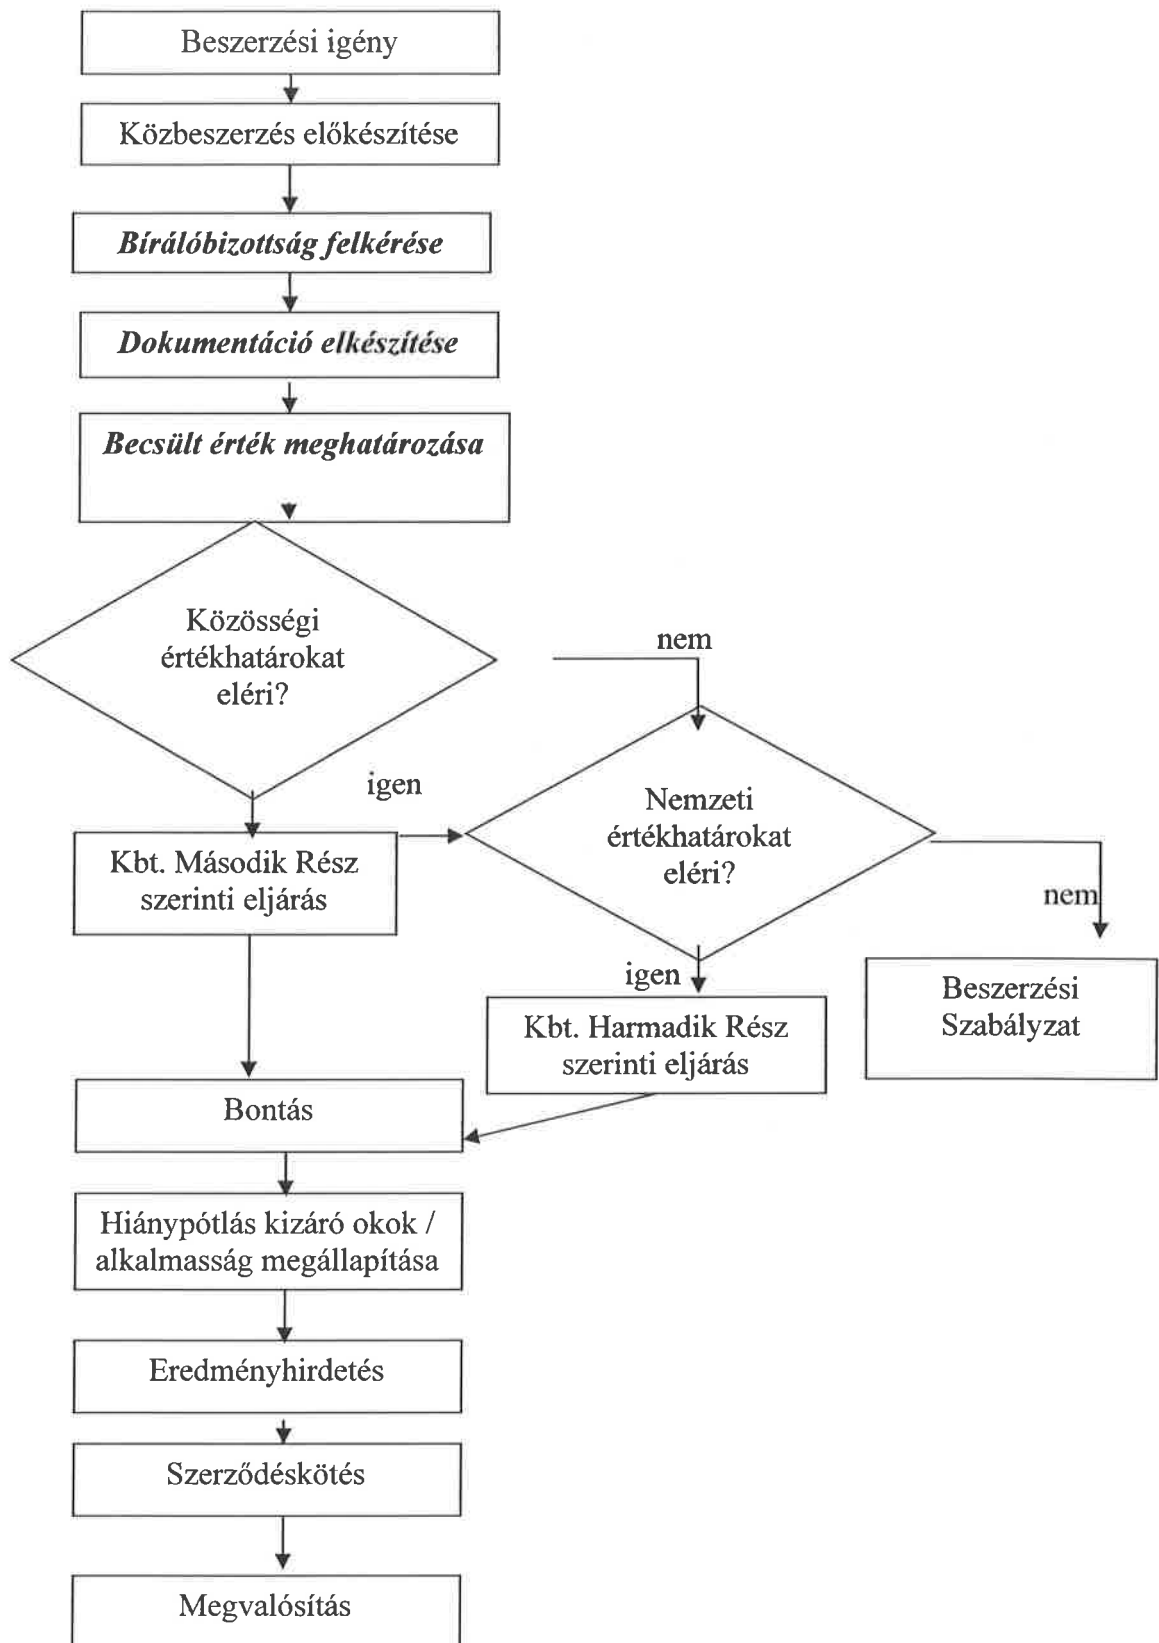 Beszerzési igény
Közbeszerzés előkészítése
Bírálóbizottság felkérése
Dokumentáció elkészítése
Becsült érték meghatározása
Közösségi
értékhatárokat
eléri?
nem
igen
Nemzeti
értékhatárokat
eléri?
Kbt. Második Rész
szerinti eljárás
nem
igen
Beszerzési
Szabályzat
Kbt. Harmadik Rész
szerinti eljárás
Bontás
Hiánypótlás kizáró okok /
alkalmasság megállapítása
Eredményhirdetés
Szerződéskötés
Megvalósítás